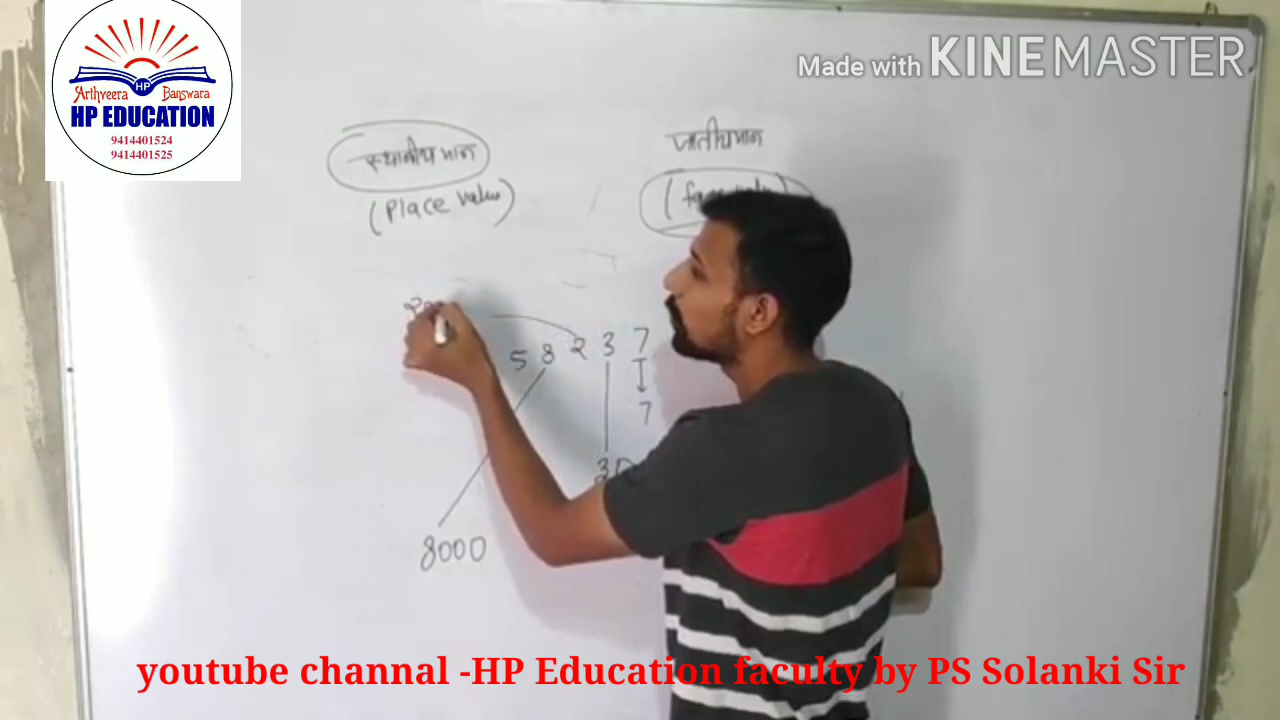 Arthveera Banswara
HP
HP EDUCATION
9414401524
9414401525
Made with KINEMASTER
स्थानीय मान
(Place value)
जातीय मान
5 8 2 3 7
7
30
8000
youtube channal -HP Education faculty by PS Solanki Sir